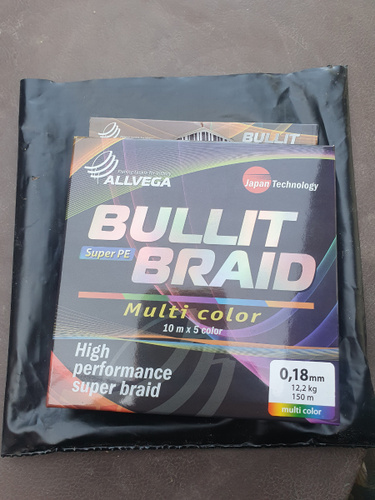 BULLIT
ALLVEGA
Japan Technology
BULLIT
Super PE
BRAID
Multi color
10 m x 5 color
High
performance
super braid
0,18mm
12,2 kg
150 m
multi color